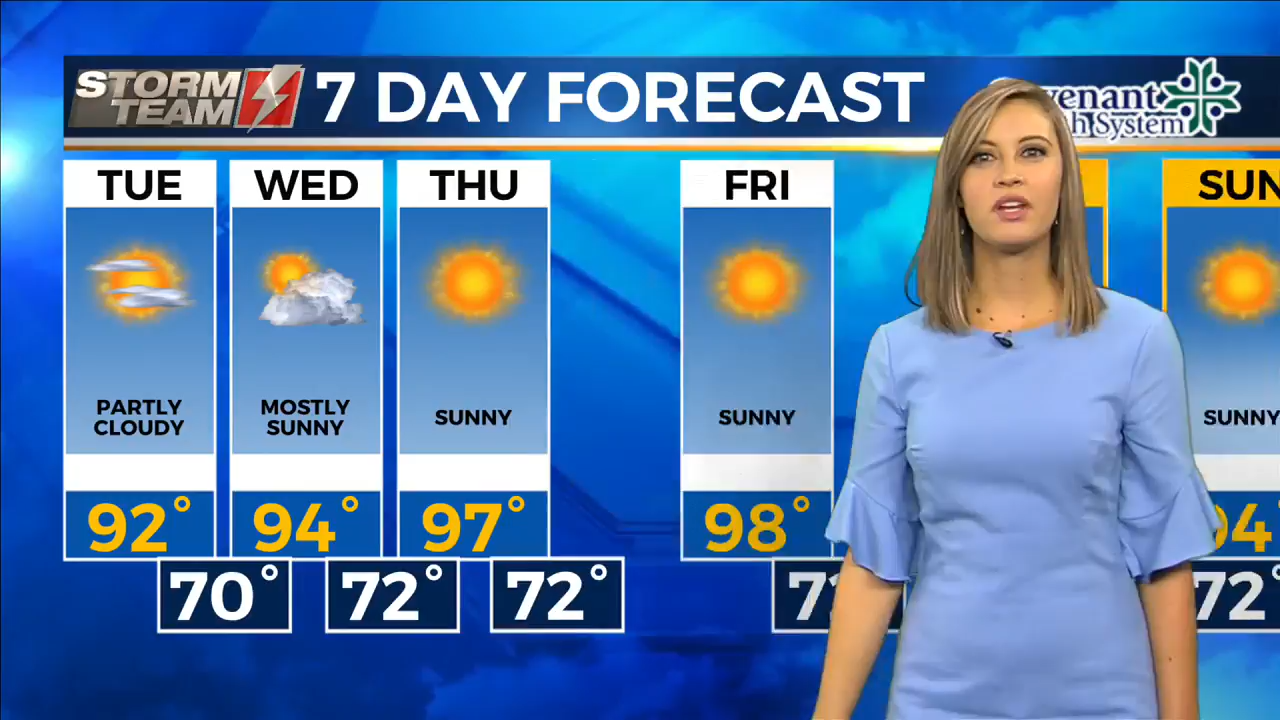 STORM TEAM 7 DAY FORECAST
System
TUE WED THU FRI
PARTLY CLOUDY
MOSTLY SUNNY
SUNNY SUNNY SUNNY
92° 94° 97° 98°
70° 72° 72° 72°